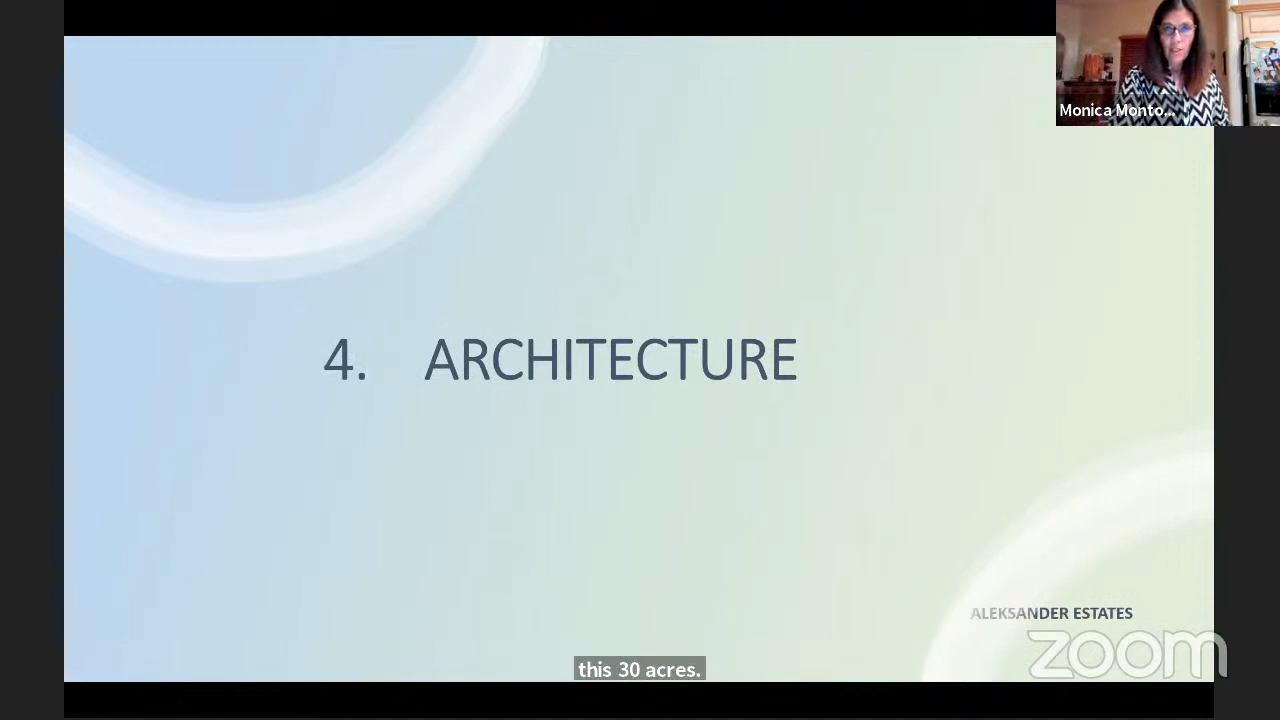 Monica Monto...
4. ARCHITECTURE
ALEKSANDER ESTATES
zoom
this 30 acres.